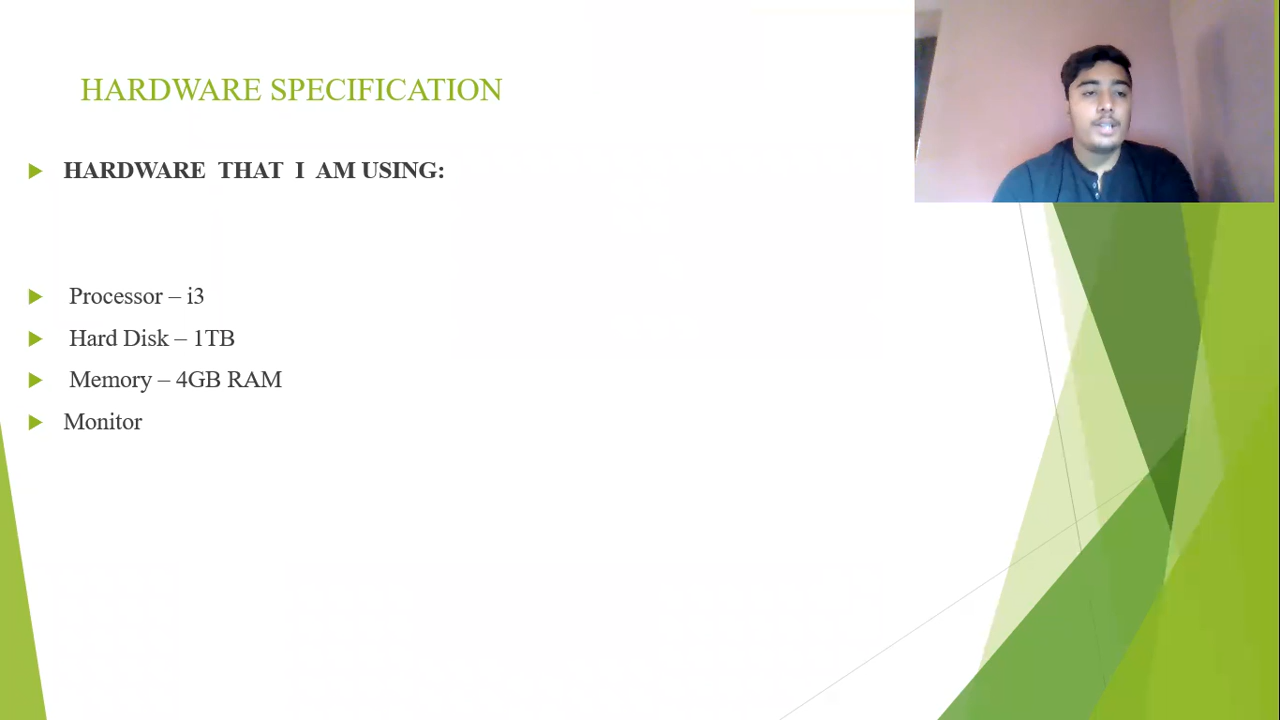 HARDWARE SPECIFICATION
HARDWARE THAT I AM USING:
Processor – i3
Hard Disk – 1TB
Memory – 4GB RAM
Monitor